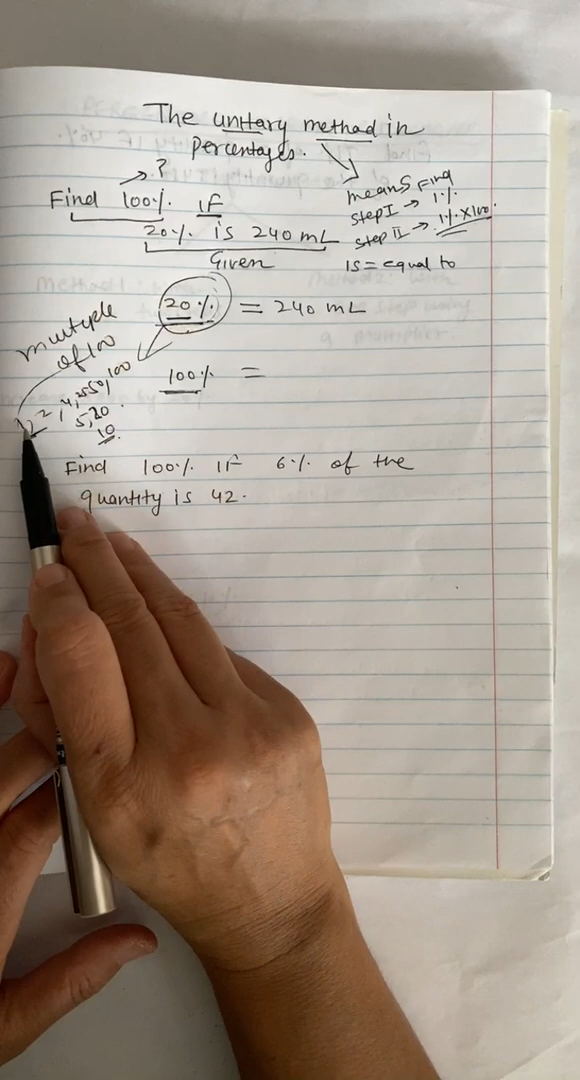 The unitary method in
percentages.
means Find
Step I → 1%
Step II → 1% × 100
?
Find 100% if
20% is 240 mL
Given
is = equal to
20% = 240 mL
multiple
of 100
100% =
1, 2, 4, 25, 50, 100
5, 20
10
Find 100% IF 6% of the
quantity is 42.